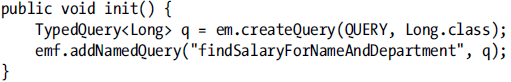 public void init() {
    TypedQuery<Long> q = em.createQuery(QUERY, Long.class);
    emf.addNamedQuery("findSalaryForNameAndDepartment", q);
}